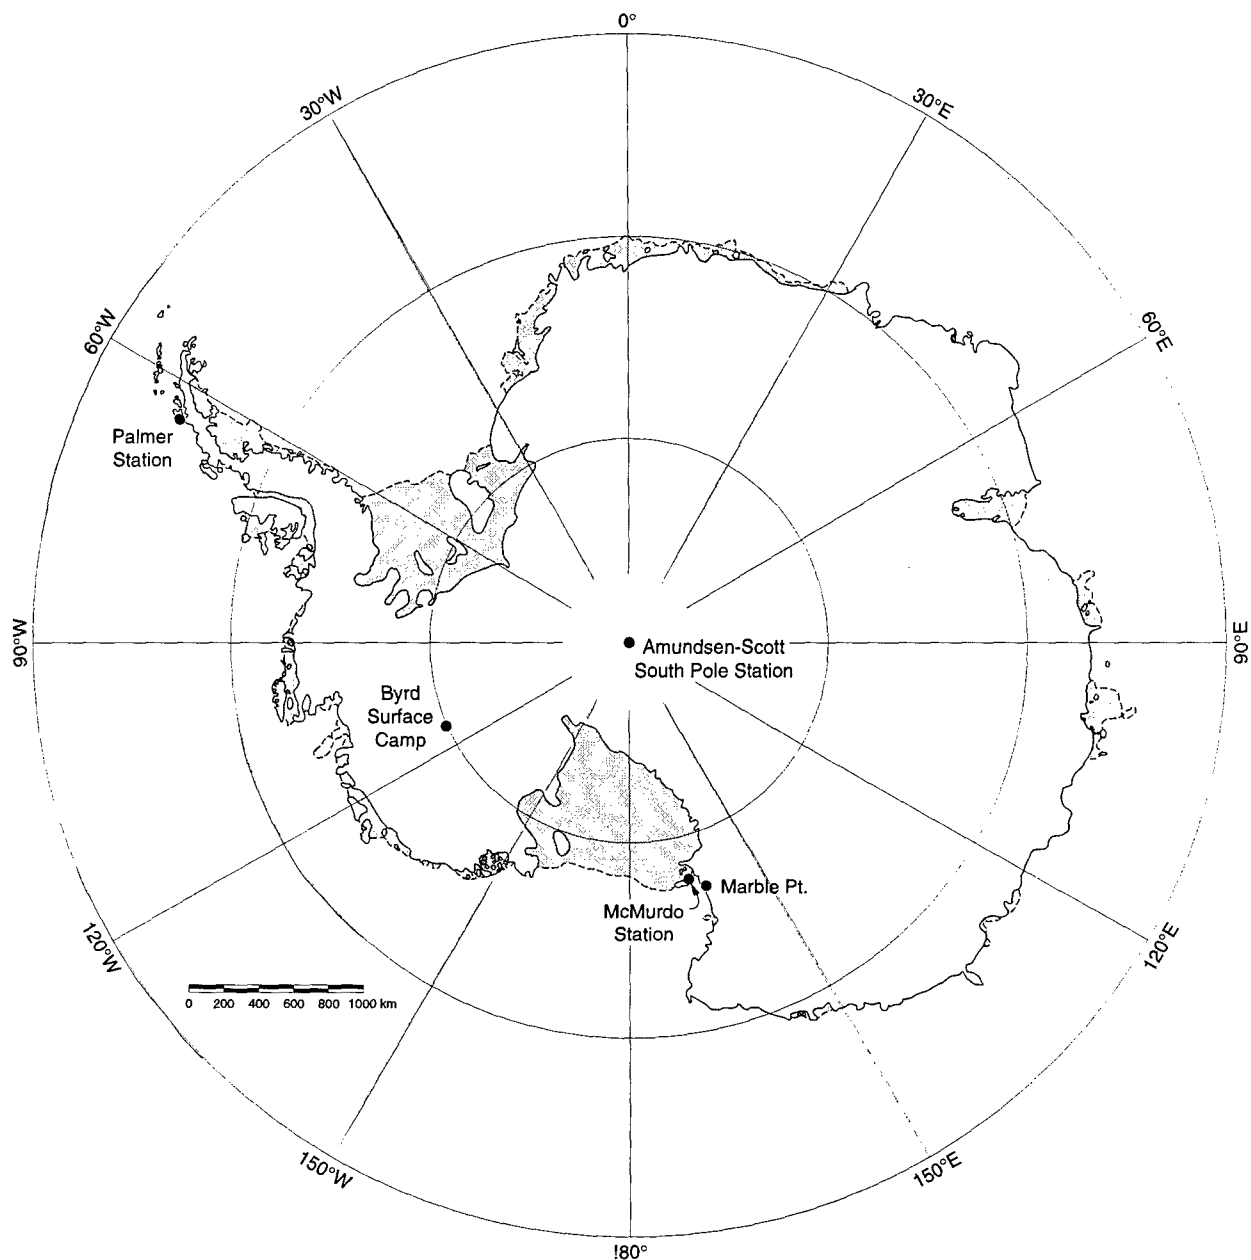 0°
30°W
30°E
60°W
60°E
Palmer
Station
90°W
90°E
Amundsen-Scott
South Pole Station
Byrd
Surface
Camp
Marble Pt.
McMurdo
Station
120°W
120°E
0 200 400 600 800 1000 km
150°W
150°E
!80°